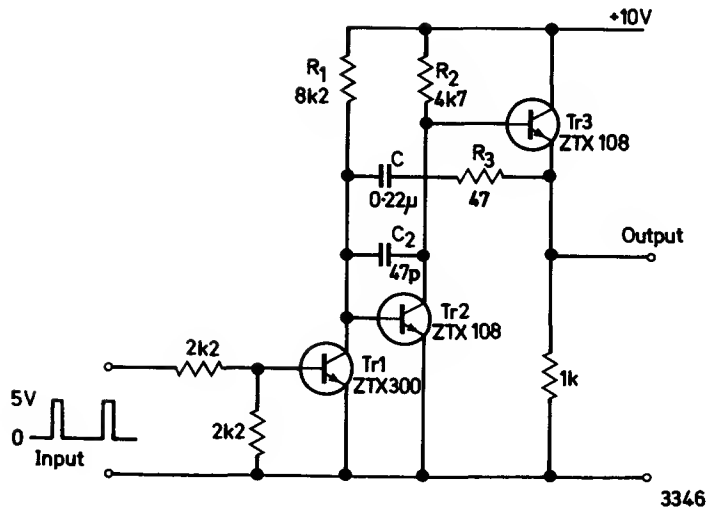 +10V
R1
8k2
R2
4k7
Tr3
ZTX 108
C
0·22µ
R3
47
C2
47p
Output
Tr2
ZTX 108
2k2
Tr1
ZTX300
1k
5V
0
2k2
Input
3346